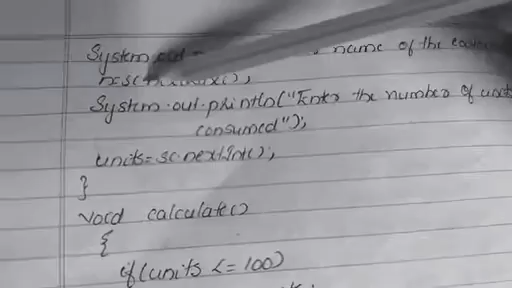 System.out name of the
System.out.println("Enter the number of units
consumed");
units=sc.nextInt();
}
void calculate()
{
if(units <= 100)